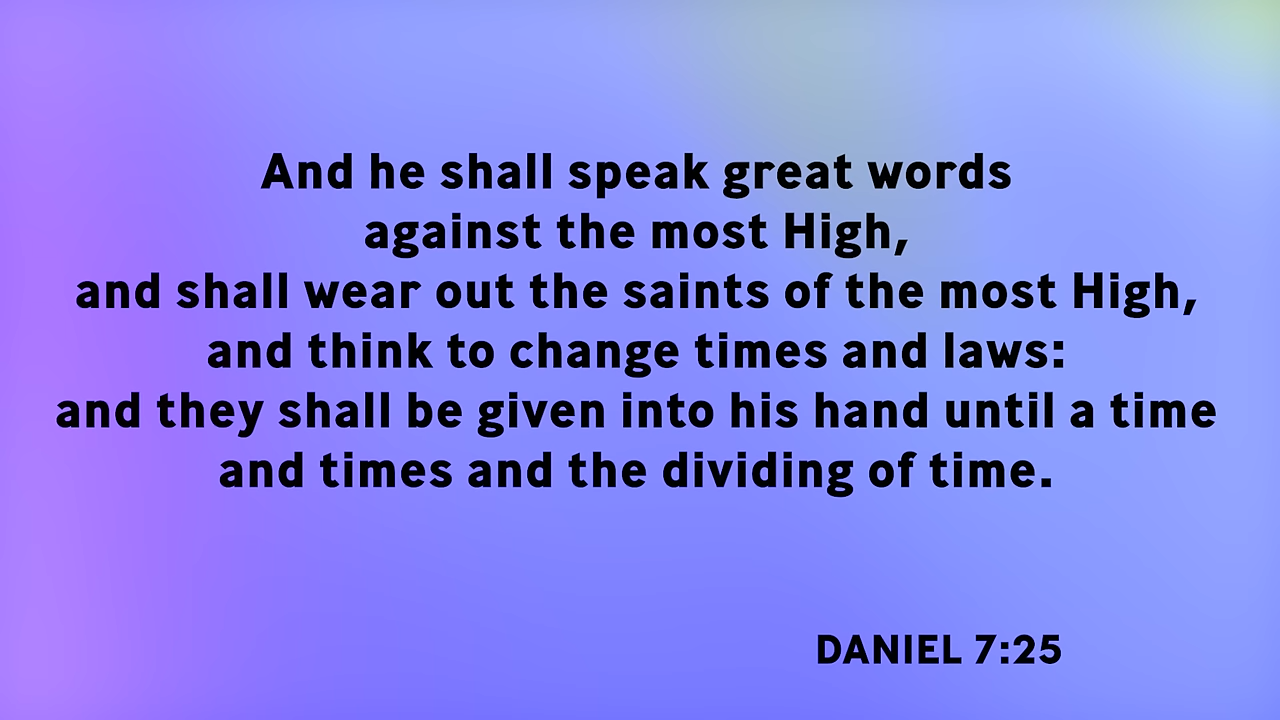 And he shall speak great words
against the most High,
and shall wear out the saints of the most High,
and think to change times and laws:
and they shall be given into his hand until a time
and times and the dividing of time.
DANIEL 7:25